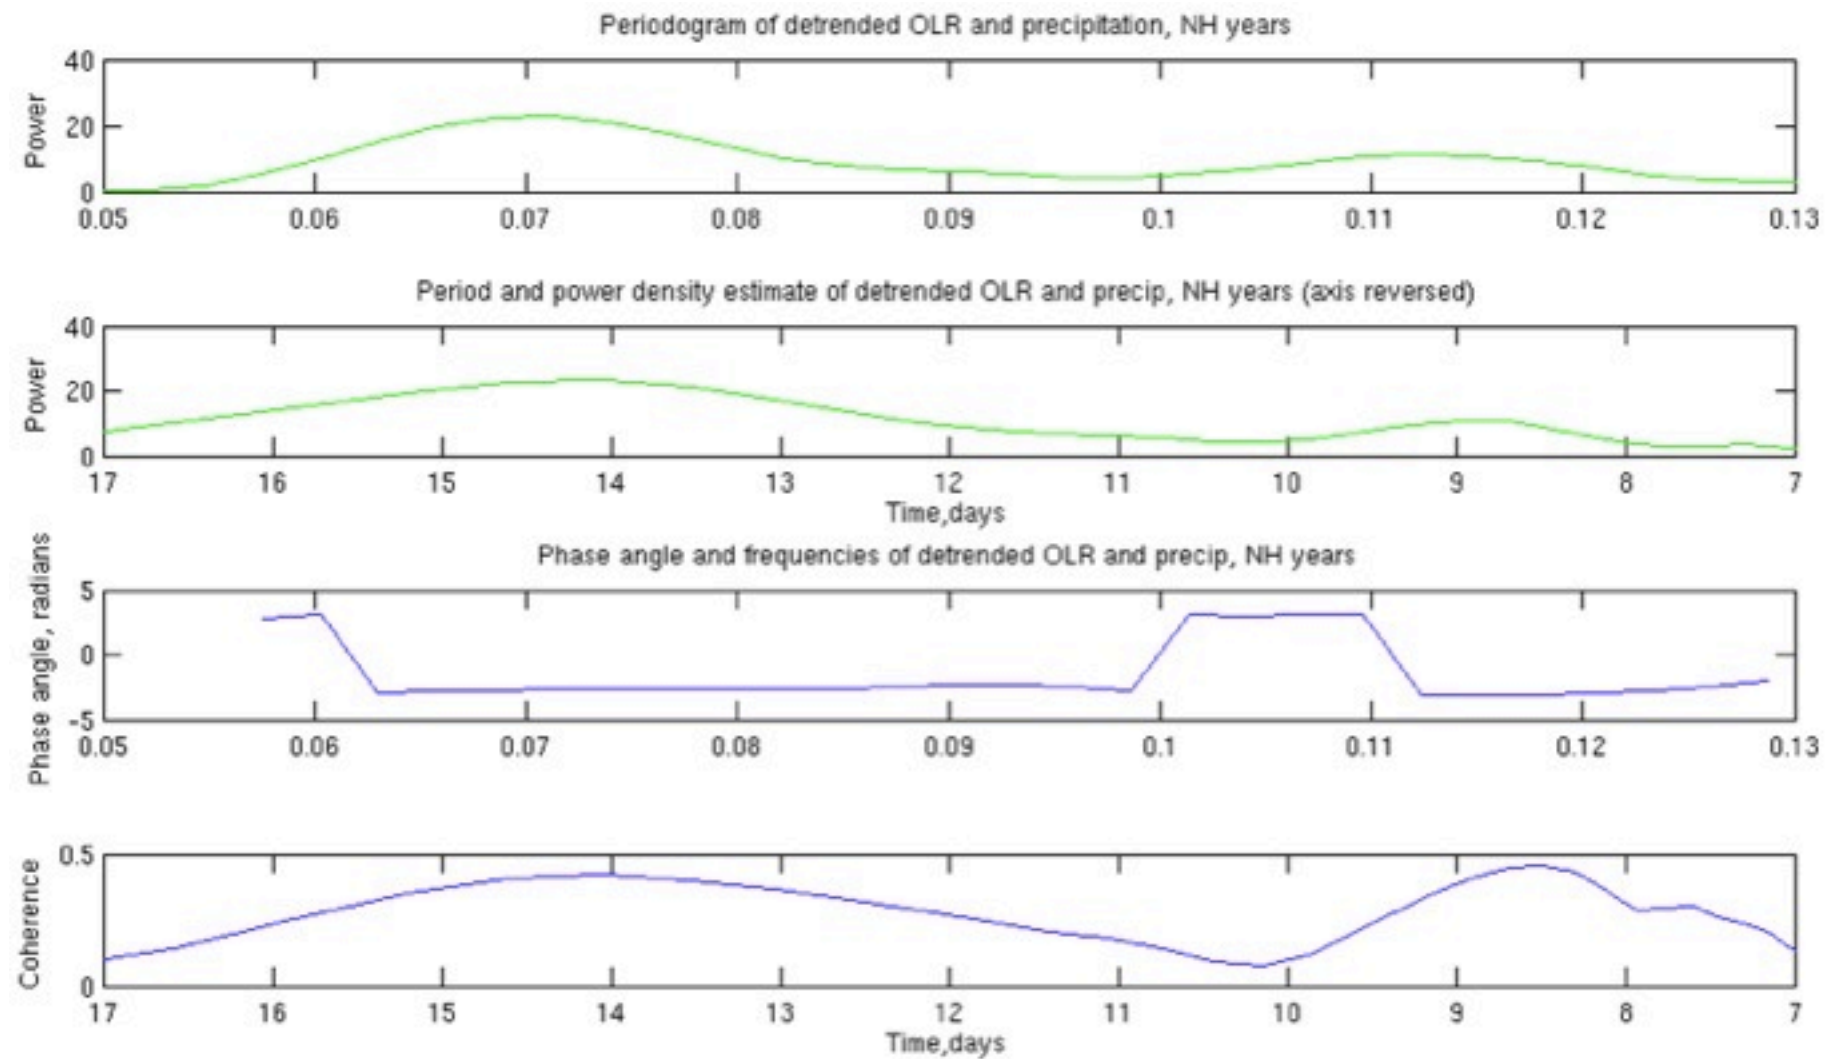 Periodogram of detrended OLR and precipitation, NH years
Power
40
20
0
0.05 0.06 0.07 0.08 0.09 0.1 0.11 0.12 0.13
Period and power density estimate of detrended OLR and precip, NH years (axis reversed)
Power
40
20
0
17 16 15 14 13 12 11 10 9 8 7
Time,days
Phase angle and frequencies of detrended OLR and precip, NH years
Phase angle, radians
5
0
-5
0.05 0.06 0.07 0.08 0.09 0.1 0.11 0.12 0.13
Coherence
0.5
0
17 16 15 14 13 12 11 10 9 8 7
Time,days